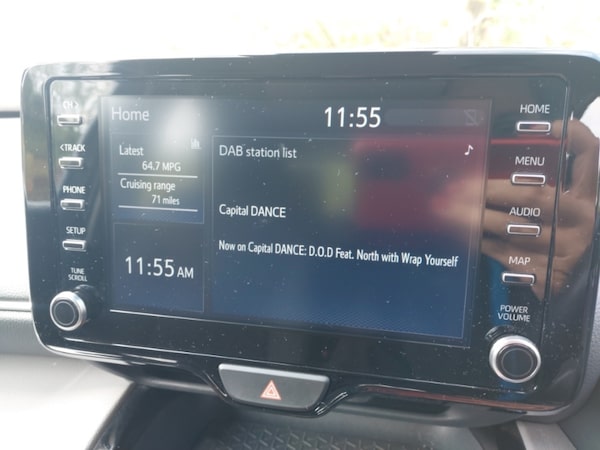 Home
11:55
Latest
64.7 MPG
Cruising range
71 miles
11:55 AM
DAB station list
Capital DANCE
Now on Capital DANCE: D.O.D Feat. North with Wrap Yourself
CH>
<TRACK
PHONE
SETUP
TUNE
SCROLL
HOME
MENU
AUDIO
MAP
POWER
VOLUME